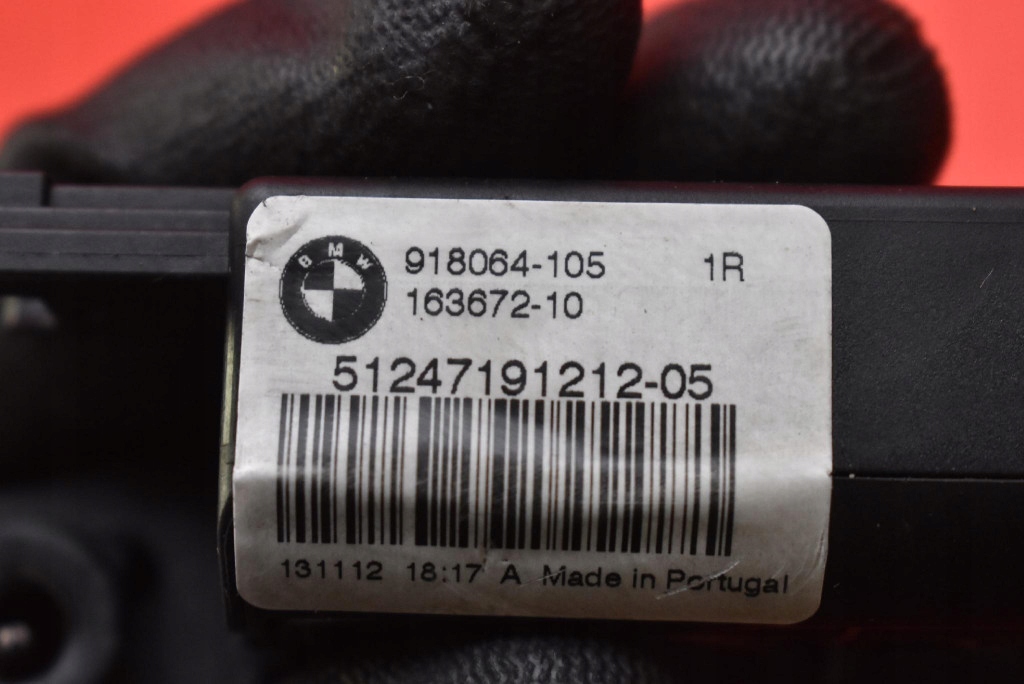 BMW
918064-105 1R
163672-10
51247191212-05
131112 18:17 A Made in Portugal